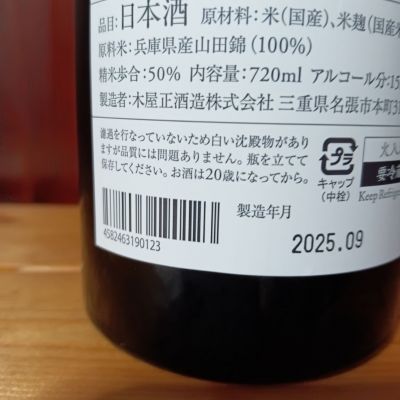 品目:日本酒 原材料:米(国産)、米麹(国産米
原料米:兵庫県産山田錦(100%)
精米歩合:50% 内容量:720ml アルコール分:15
製造者:木屋正酒造株式会社 三重県名張市本町31
濾過を行なっていないため白い沈殿物があり
ますが品質には問題ありません。瓶を立てて
保存してください。お酒は20歳になってから。
プラ
キャップ
(中栓)
火入
要冷
Keep Refrig
4582463190123
製造年月
2025.09